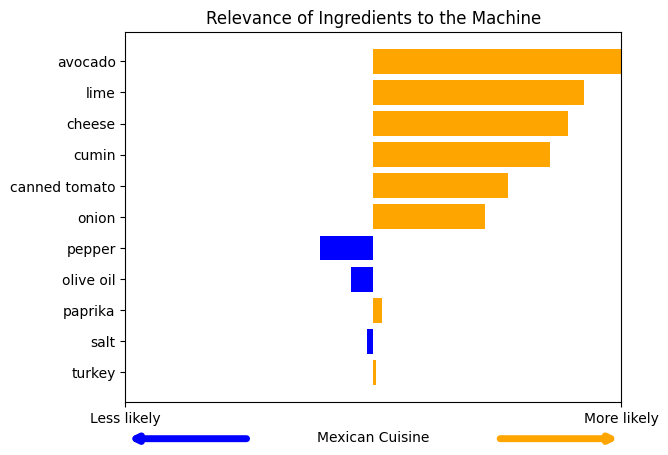 Relevance of Ingredients to the Machine
avocado
lime
cheese
cumin
canned tomato
onion
pepper
olive oil
paprika
salt
turkey
Less likely
More likely
Mexican Cuisine